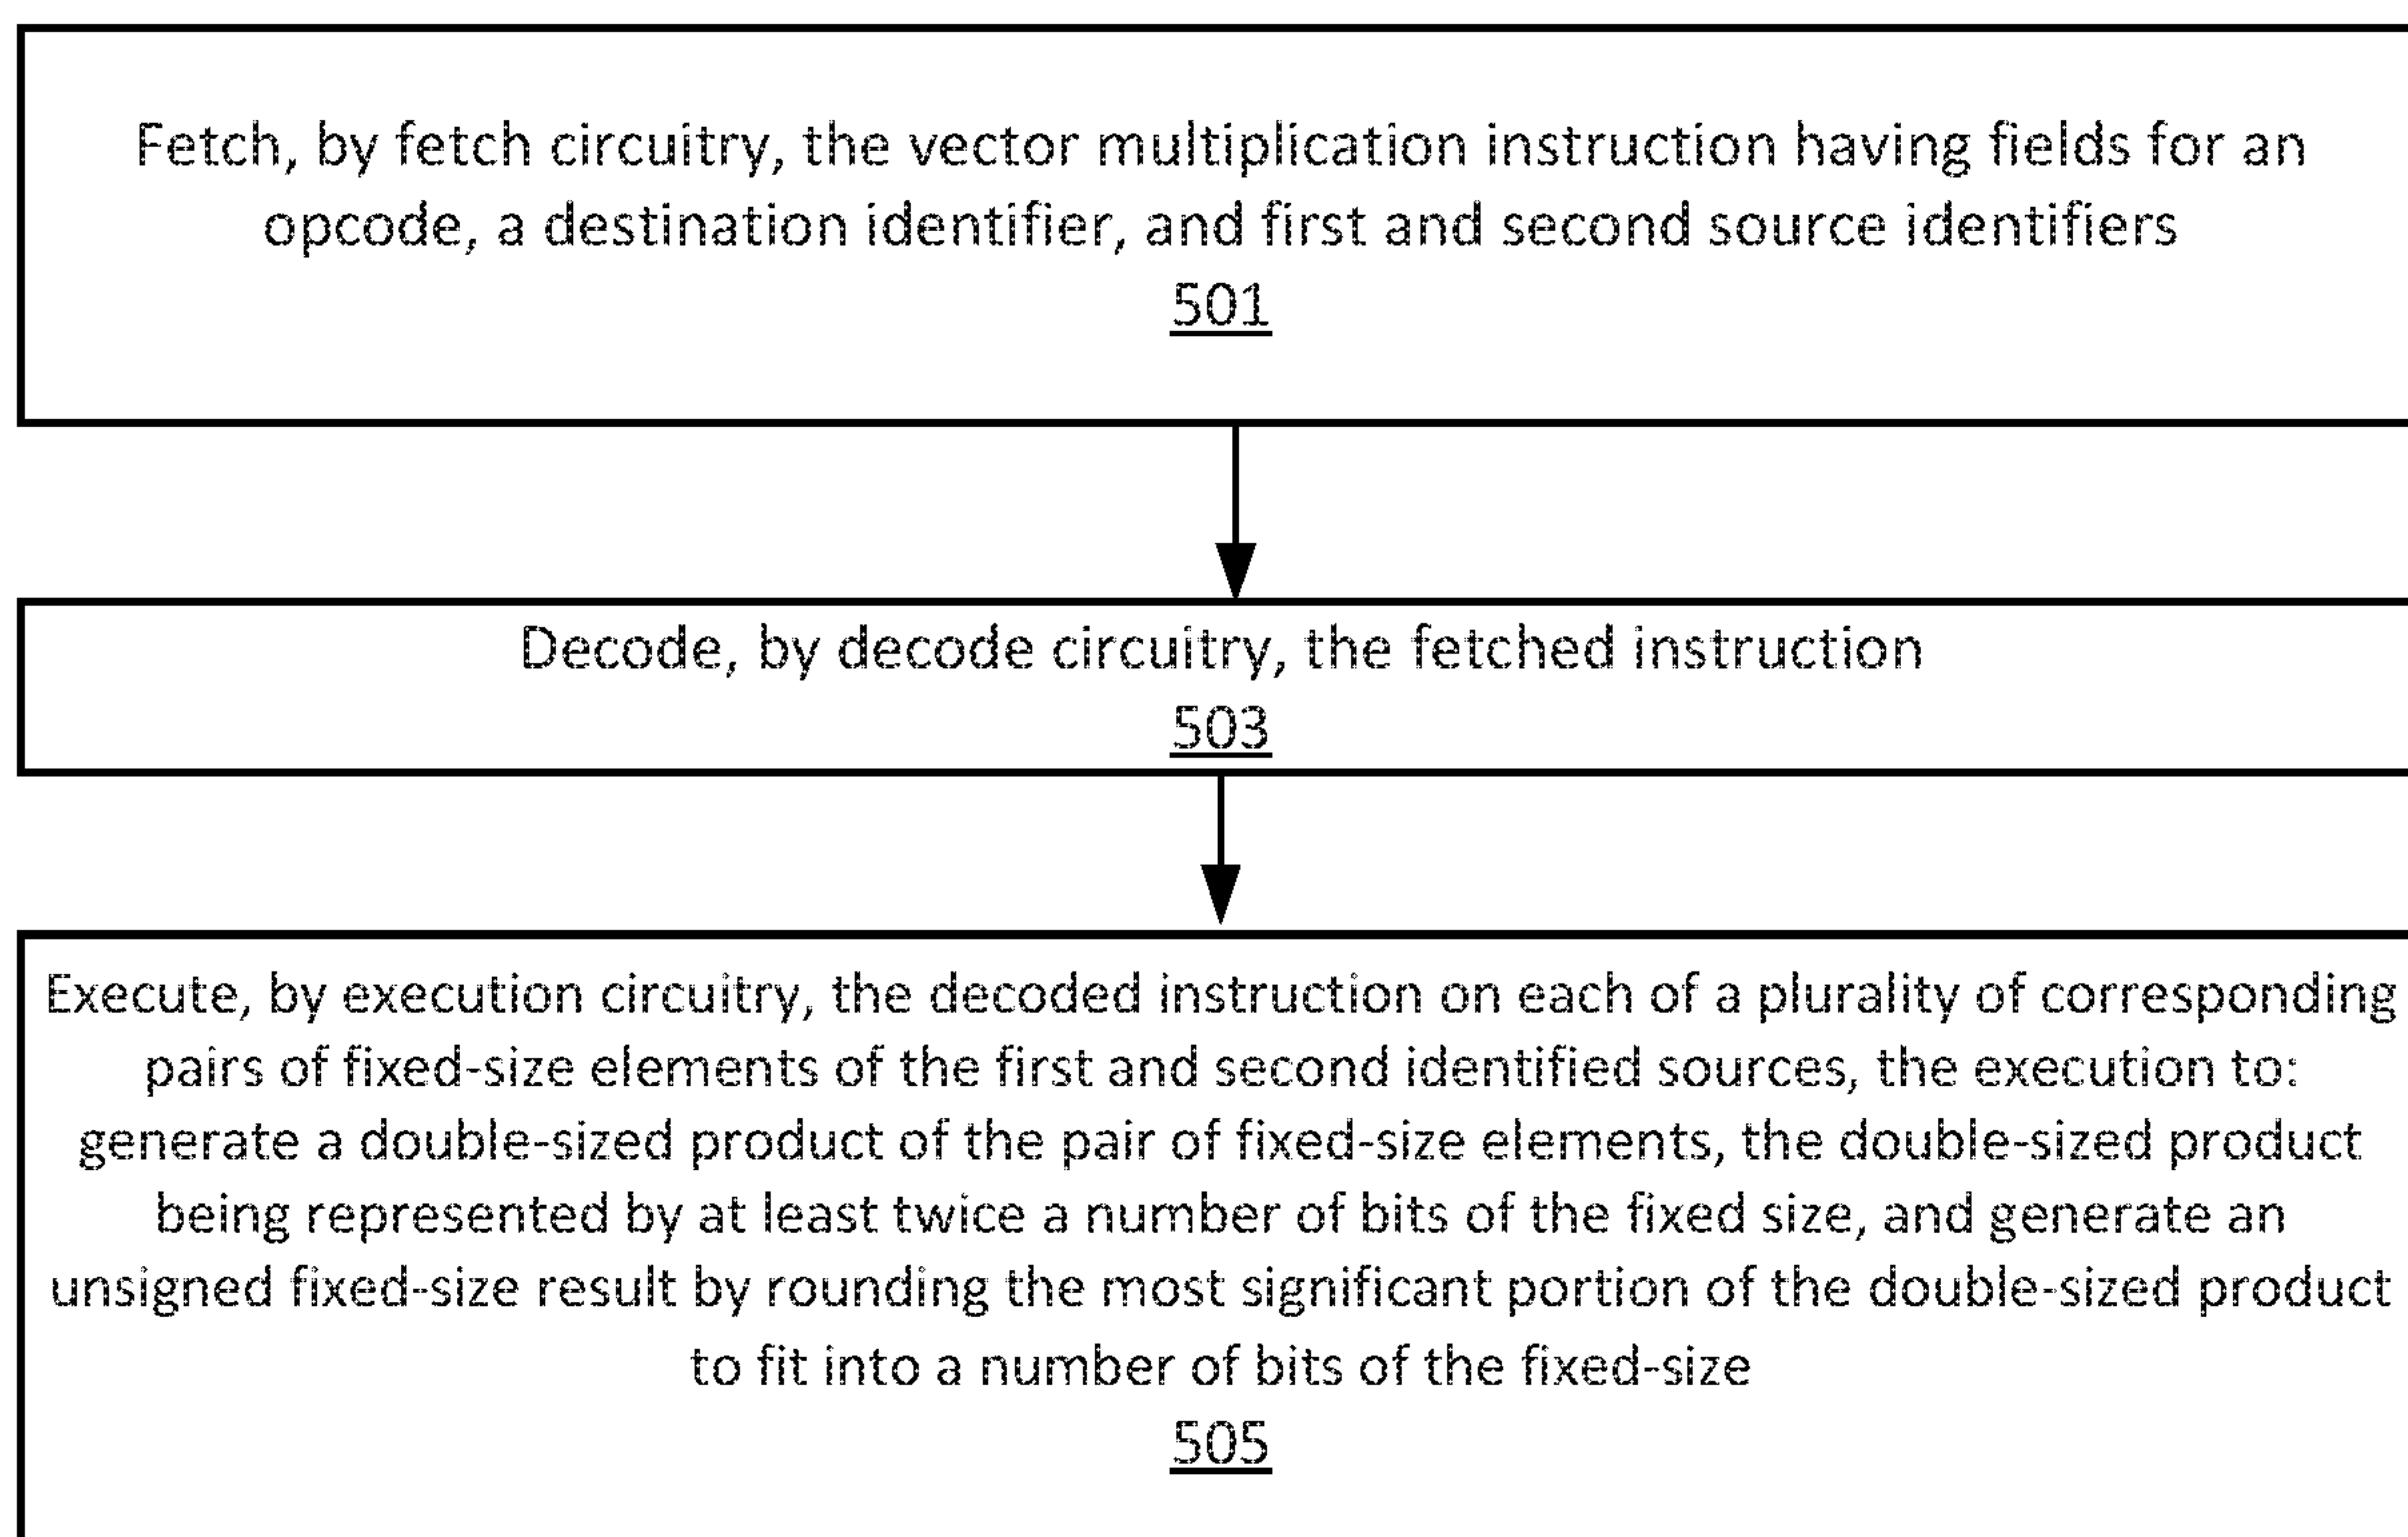 Fetch, by fetch circuitry, the vector multiplication instruction having fields for an
opcode, a destination identifier, and first and second source identifiers
501
Decode, by decode circuitry, the fetched instruction
503
Execute, by execution circuitry, the decoded instruction on each of a plurality of corresponding
pairs of fixed-size elements of the first and second identified sources, the execution to:
generate a double-sized product of the pair of fixed-size elements, the double-sized product
being represented by at least twice a number of bits of the fixed size, and generate an
unsigned fixed-size result by rounding the most significant portion of the double-sized product
to fit into a number of bits of the fixed-size
505